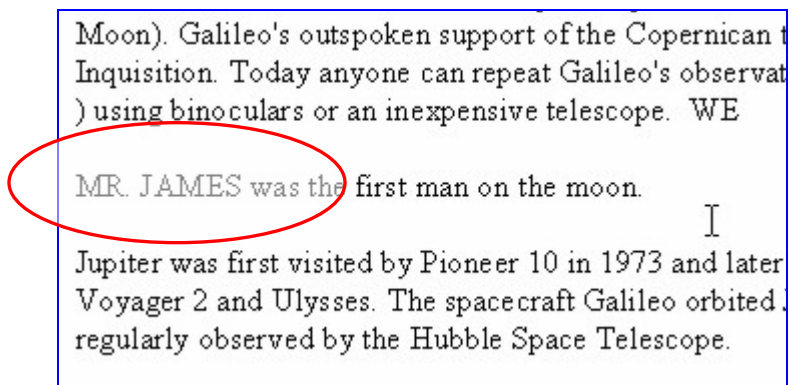 Moon). Galileo's outspoken support of the Copernican
Inquisition. Today anyone can repeat Galileo's
) using binoculars or an inexpensive telescope.  WE
MR. JAMES was the first man on the moon.
Jupiter was first visited by Pioneer 10 in 1973 and later
Voyager 2 and Ulysses. The spacecraft Galileo orbited
regularly observed by the Hubble Space Telescope.